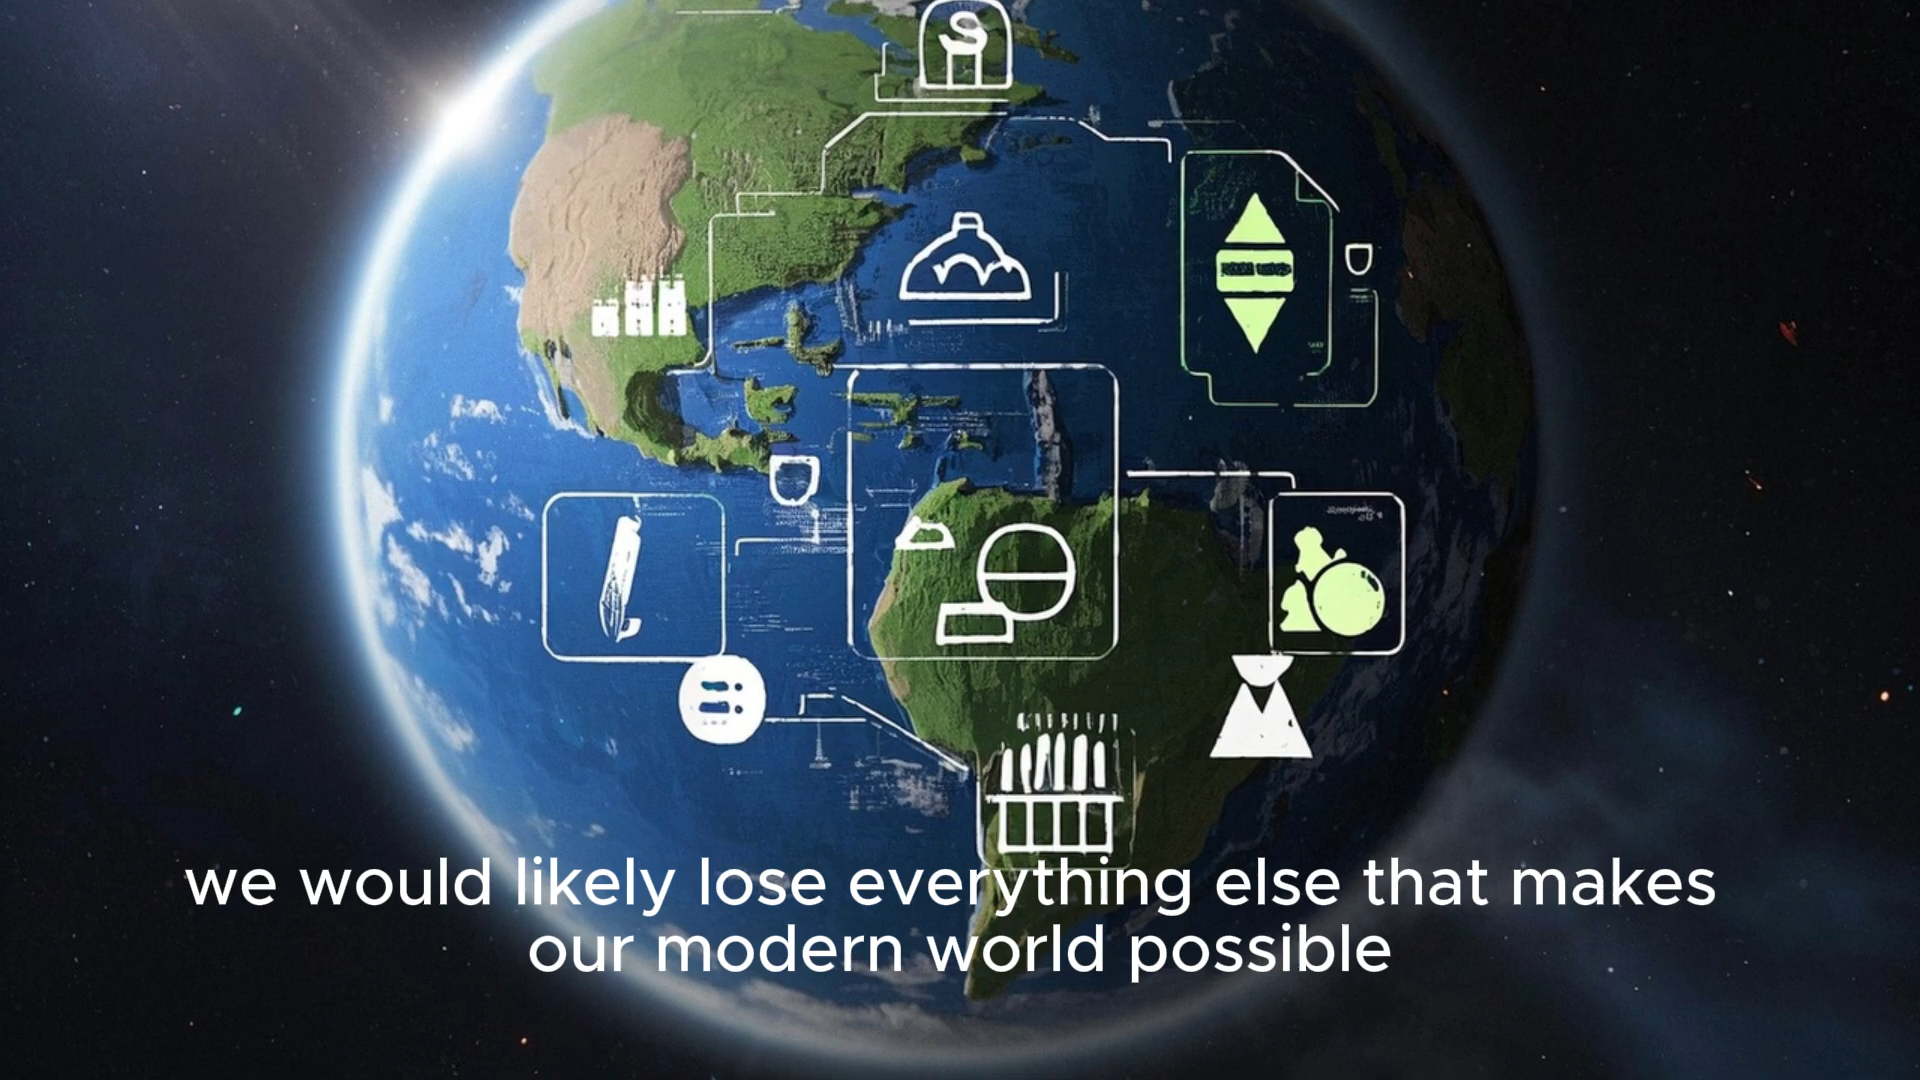 we would likely lose everything else that makes
our modern world possible